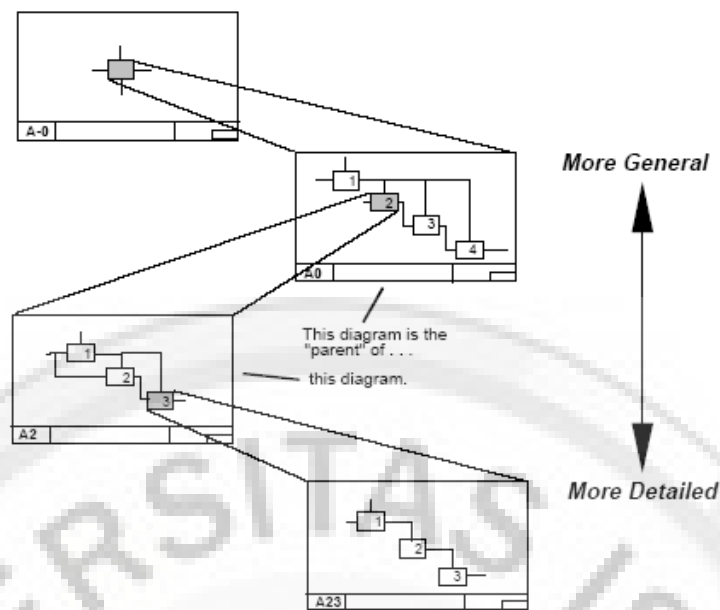 A-0
More General
1
2
3
4
A0
This diagram is the
"parent" of . . .
this diagram.
1
2
3
A2
More Detailed
1
2
3
A23
ERSITAS